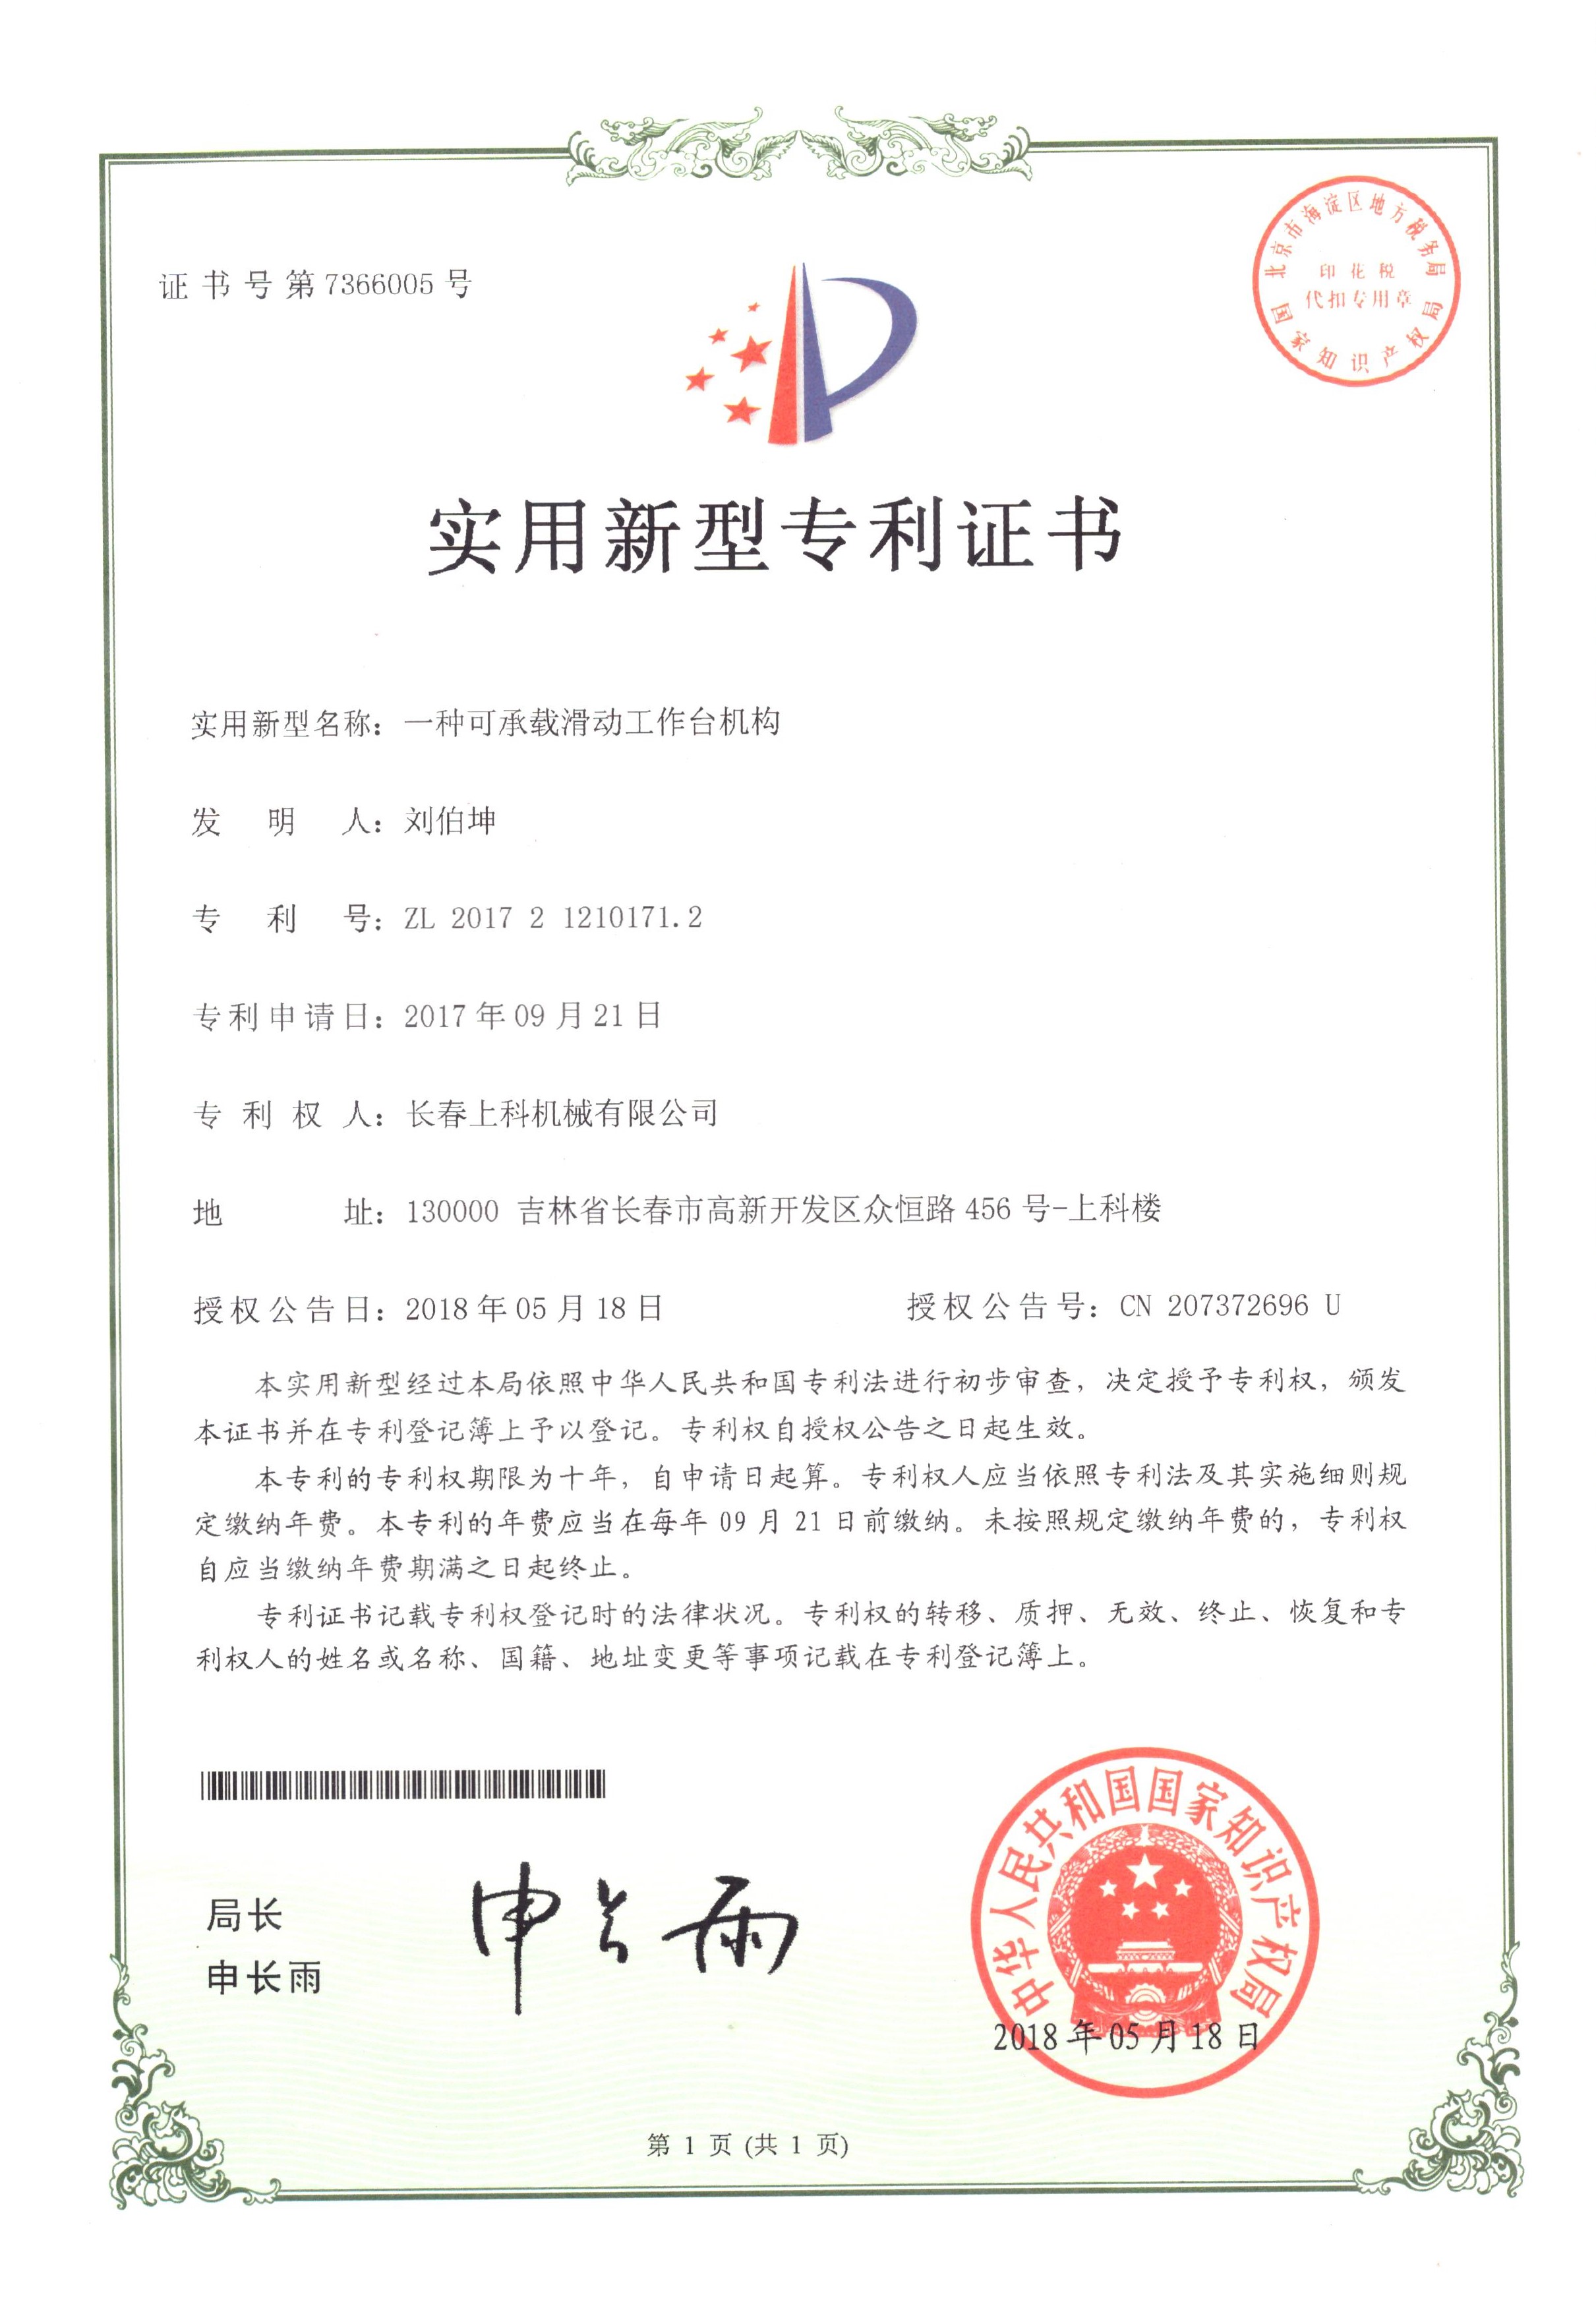 证书号第7366005号
北京市海淀区地方税务局
印花税
代扣专用章
国家知识产权局
实用新型专利证书
实用新型名称：一种可承载滑动工作台机构
发明人：刘伯坤
专利号：ZL 2017 2 1210171.2
专利申请日：2017年09月21日
专利权人：长春上科机械有限公司
地址：130000 吉林省长春市高新开发区众恒路456号-上科楼
授权公告日：2018年05月18日 授权公告号：CN 207372696 U
本实用新型经过本局依照中华人民共和国专利法进行初步审查，决定授予专利权，颁发
本证书并在专利登记簿上予以登记。专利权自授权公告之日起生效。
本专利的专利权期限为十年，自申请日起算。专利权人应当依照专利法及其实施细则规
定缴纳年费。本专利的年费应当在每年09月21日前缴纳。未按照规定缴纳年费的，专利权
自应当缴纳年费期满之日起终止。
专利证书记载专利权登记时的法律状况。专利权的转移、质押、无效、终止、恢复和专
利权人的姓名或名称、国籍、地址变更等事项记载在专利登记簿上。
局长
申长雨
申长雨
中华人民共和国国家知识产权局
2018年05月18日
第1页(共1页)